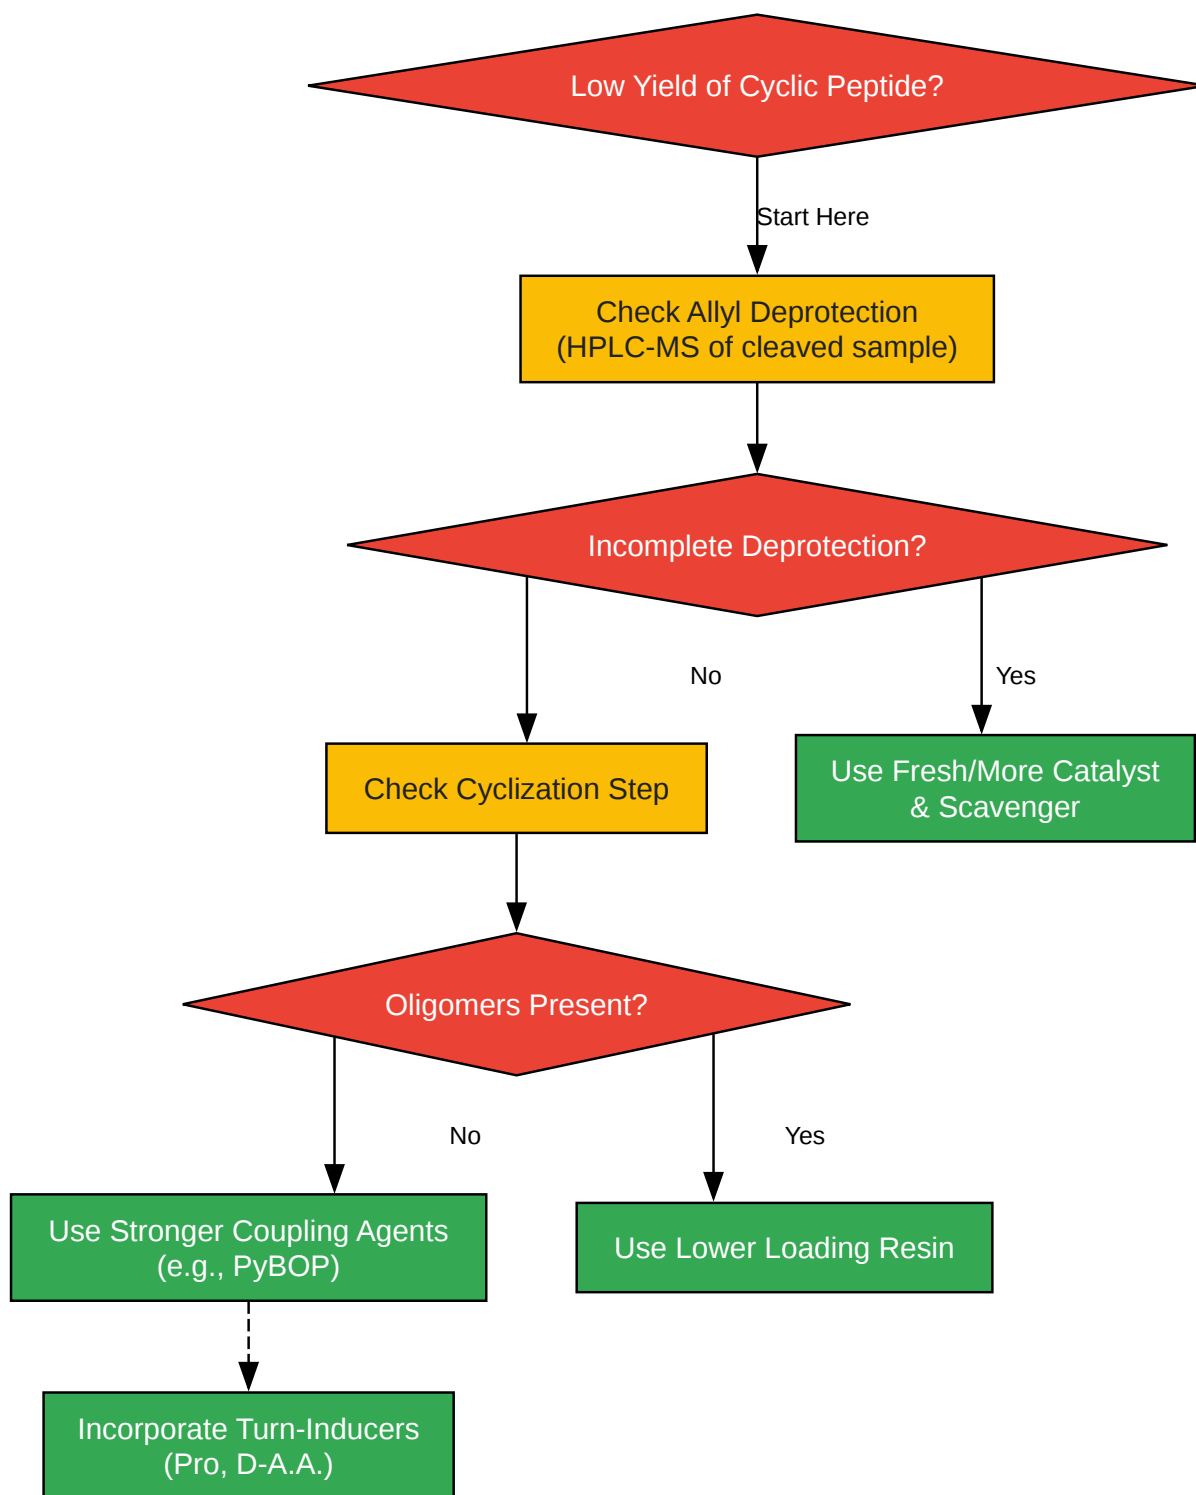 Low Yield of Cyclic Peptide?
Start Here
Check Allyl Deprotection
(HPLC-MS of cleaved sample)
Incomplete Deprotection?
No
Yes
Check Cyclization Step
Use Fresh/More Catalyst
& Scavenger
Oligomers Present?
No
Yes
Use Stronger Coupling Agents
(e.g., PyBOP)
Use Lower Loading Resin
Incorporate Turn-Inducers
(Pro, D-A.A.)